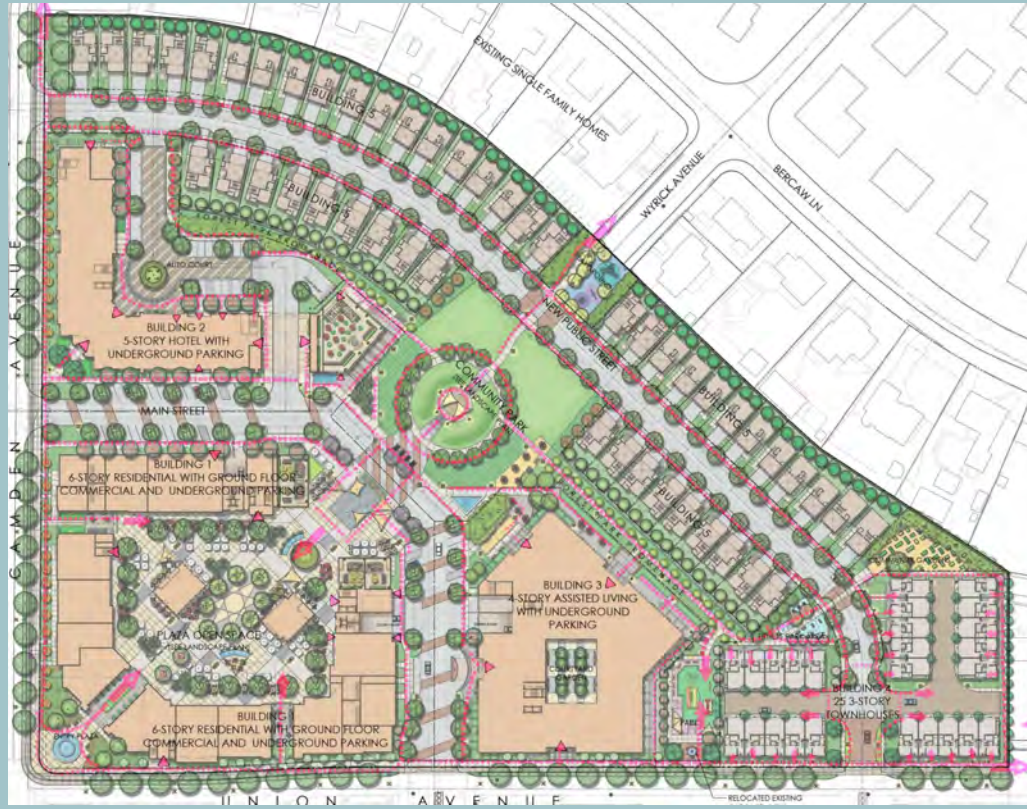 EXISTING SINGLE FAMILY HOMES
WYRICK AVENUE
BERCAW LN
BUILDING 5
BUILDING 5
AUTO COURT
BUILDING 2
5-STORY HOTEL WITH
UNDERGROUND PARKING
NEW PUBLIC STREET
COMMUNITY PARK
MAIN STREET
BUILDING 5
BUILDING 5
CAMDEN AVENUE
BUILDING 1
6-STORY RESIDENTIAL WITH GROUND FLOOR
COMMERCIAL AND UNDERGROUND PARKING
BUILDING 3
4-STORY ASSISTED LIVING
WITH UNDERGROUND
PARKING
PLAZA OPEN SPACE
BUILDING 4
25 3-STORY
TOWNHOUSES
PARK
BUILDING 1
6-STORY RESIDENTIAL WITH GROUND FLOOR
COMMERCIAL AND UNDERGROUND PARKING
ENTRY PLAZA
UNION AVENUE
RELOCATED EXISTING